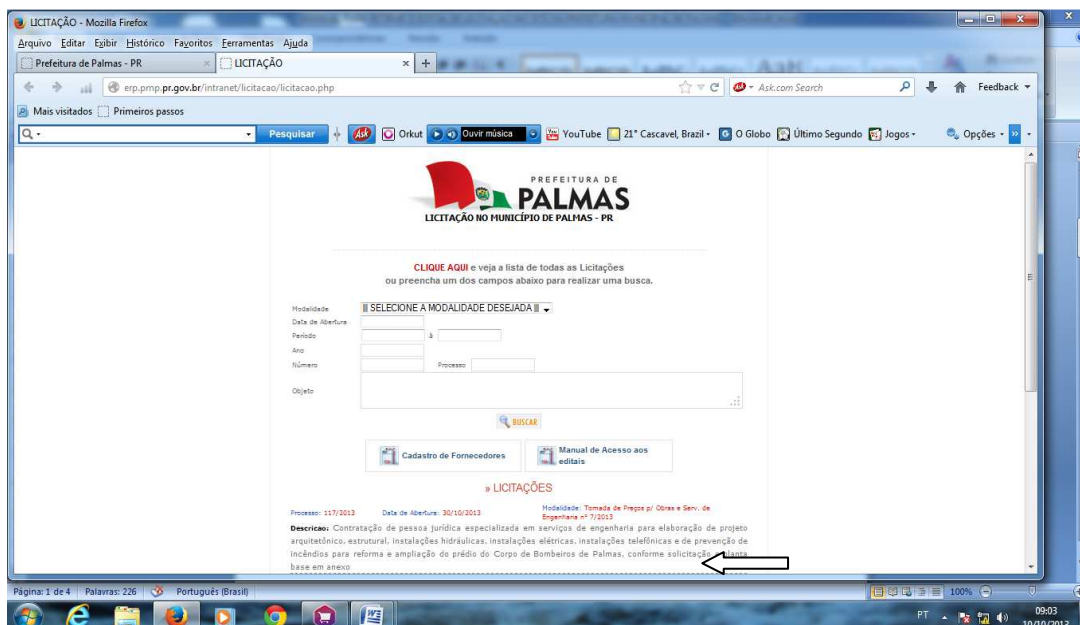 LICITAÇÃO - Mozilla Firefox
Arquivo Editar Exibir Histórico Favoritos Ferramentas Ajuda
Prefeitura de Palmas - PR × LICITAÇÃO × +
erp.pmp.pr.gov.br/intranet/licitacao/licitacao.php Ask.com Search Feedback
Mais visitados Primeiros passos
Pesquisar Ask Orkut Ouvir música YouTube 21° Cascavel, Brazil O Globo Último Segundo Jogos Opções »
PREFEITURA DE
PALMAS
LICITAÇÃO NO MUNICÍPIO DE PALMAS - PR
CLIQUE AQUI e veja a lista de todas as Licitações
ou preencha um dos campos abaixo para realizar uma busca.
Modalidade ||| SELECIONE A MODALIDADE DESEJADA |||
Data de Abertura
Período à
Ano
Número Processo
Objeto
BUSCAR
Cadastro de Fornecedores Manual de Acesso aos
editais
» LICITAÇÕES
Processo: 117/2013 Data de Abertura: 30/10/2013 Modalidade: Tomada de Preços p/ Obras e Serv. de
Engenharia nº 7/2013
Descricao: Contratação de pessoa jurídica especializada em serviços de engenharia para elaboração de projeto
arquitetônico, estrutural, instalações hidráulicas, instalações elétricas, instalações telefônicas e de prevenção de
incêndios para reforma e ampliação do prédio do Corpo de Bombeiros de Palmas, conforme solicitação e planta
base em anexo
Página: 1 de 4 Palavras: 226 Português (Brasil) 100%
PT 09:03
10/10/2013